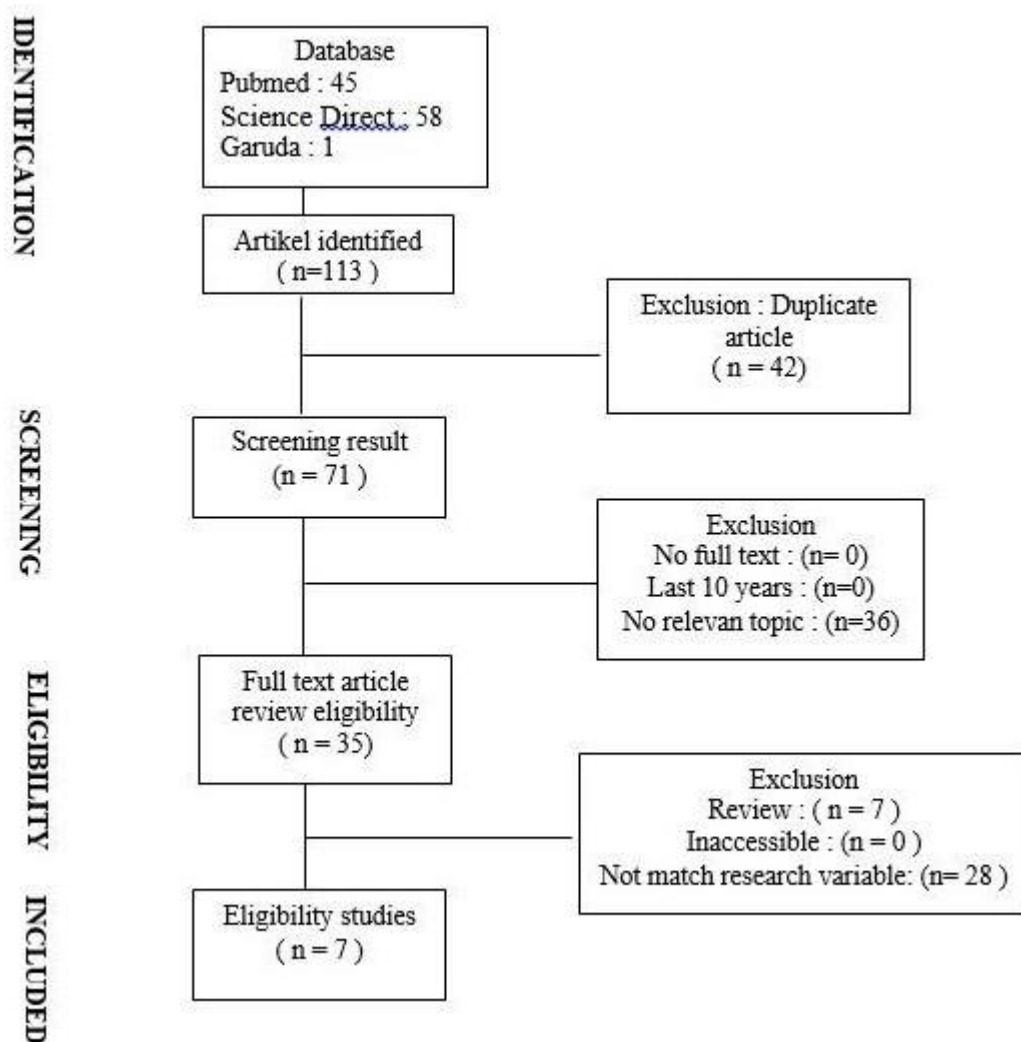 IDENTIFICATION
Database
Pubmed : 45
Science Direct : 58
Garuda : 1
Artikel identified
( n=113 )
Exclusion : Duplicate
article
( n = 42)
SCREENING
Screening result
(n = 71 )
Exclusion
No full text : (n= 0)
Last 10 years : (n=0)
No relevan topic : (n=36)
ELIGIBILITY
Full text article
review eligibility
( n = 35)
Exclusion
Review : ( n = 7 )
Inaccessible : (n = 0 )
Not match research variable: (n= 28 )
INCLUDED
Eligibility studies
( n = 7 )